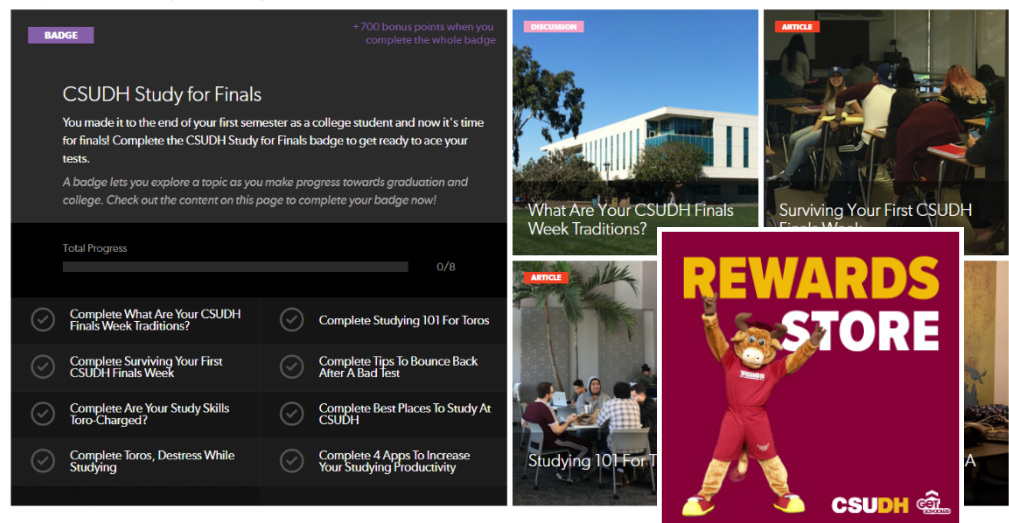 BADGE
+700 bonus points when you
complete the whole badge
CSUDH Study for Finals
You made it to the end of your first semester as a college student and now it's time
for finals! Complete the CSUDH Study for Finals badge to get ready to ace your
tests.
A badge lets you explore a topic as you make progress towards graduation and
college. Check out the content on this page to complete your badge now!
Total Progress
0/8
Complete What Are Your CSUDH
Finals Week Traditions?
Complete Studying 101 For Toros
Complete Surviving Your First
CSUDH Finals Week
Complete Tips To Bounce Back
After A Bad Test
Complete Are Your Study Skills
Toro-Charged?
Complete Best Places To Study At
CSUDH
Complete Toros, Destress While
Studying
Complete 4 Apps To Increase
Your Studying Productivity
DISCUSSION
What Are Your CSUDH Finals
Week Traditions?
ARTICLE
Surviving Your First CSUDH
Finals Week
ARTICLE
Studying 101 For T
A
REWARDS
STORE
CSUDH
GET
SCHOOLED